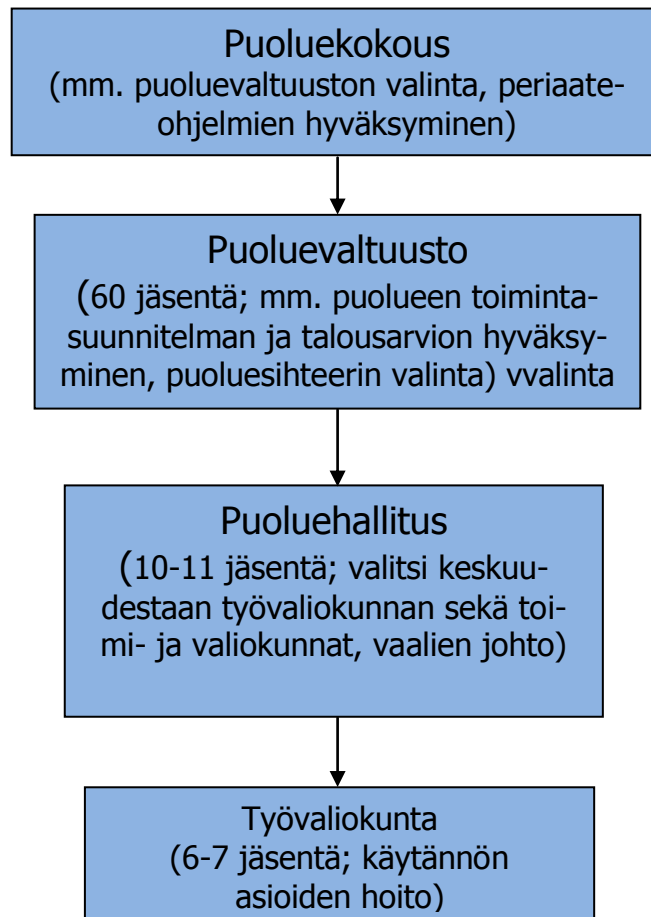 Puoluekokous
(mm. puoluevaltuuston valinta, periaate-
ohjelmien hyväksyminen)
Puoluevaltuusto
(60 jäsentä; mm. puolueen toiminta-
suunnitelman ja talousarvion hyväksy-
minen, puoluesihteerin valinta) vvalinta
Puoluehallitus
(10-11 jäsentä; valitsi keskuu-
destaan työvaliokunnan sekä toi-
mi- ja valiokunnat, vaalien johto)
Työvaliokunta
(6-7 jäsentä; käytännön
asioiden hoito)